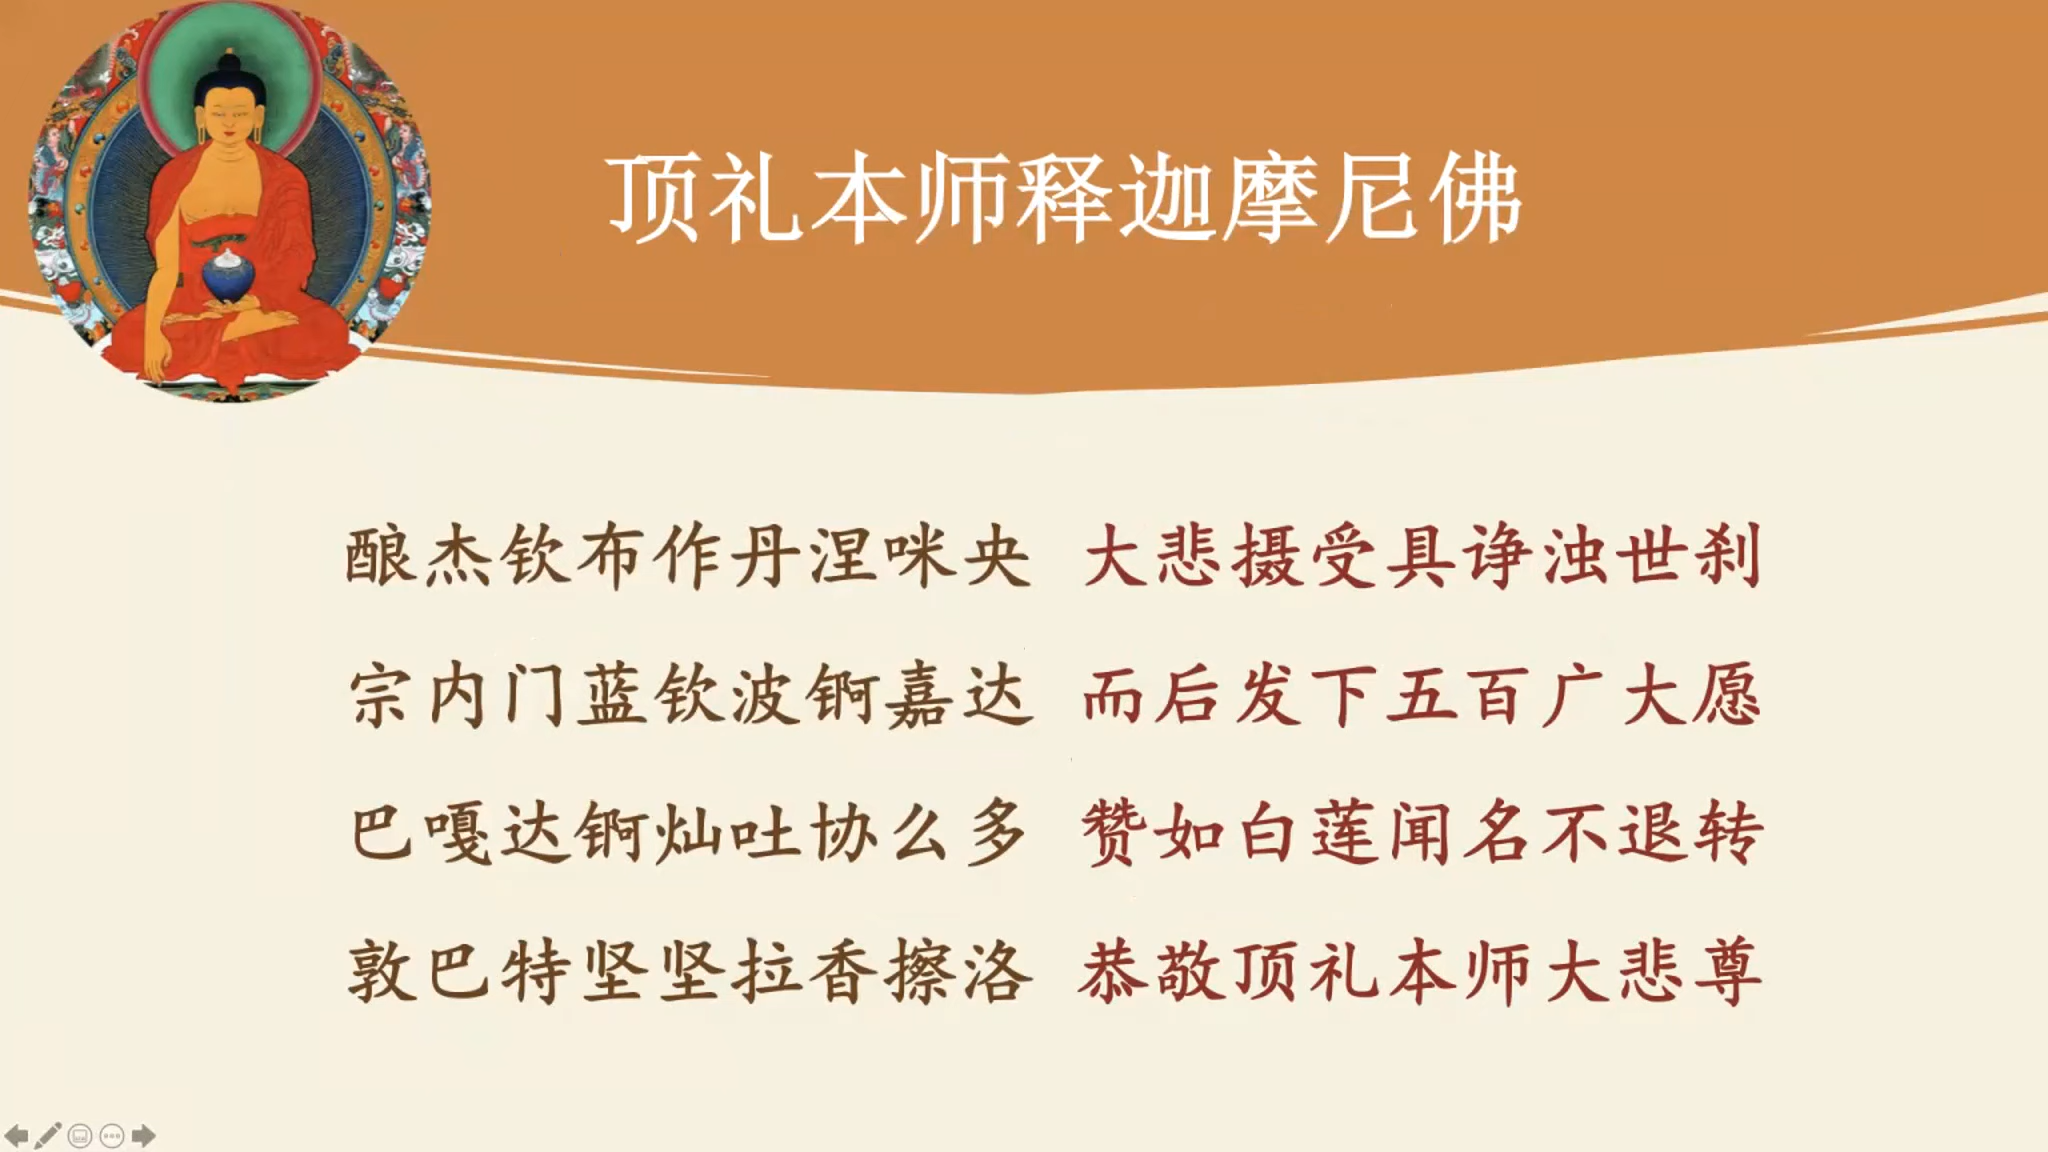 顶礼本师释迦摩尼佛
酿杰钦布作丹涅咪央 大悲摄受具诤浊世刹
宗内门蓝钦波锕嘉达 而后发下五百广大愿
巴嘎达锕灿吐协么多 赞如白莲闻名不退转
敦巴特坚坚拉香擦洛 恭敬顶礼本师大悲尊